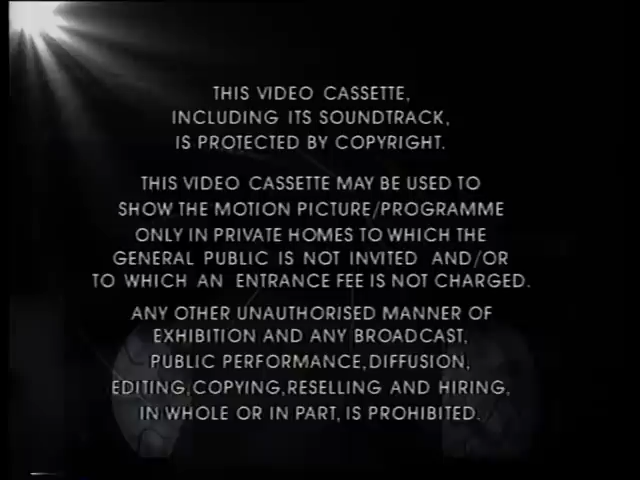 THIS VIDEO CASSETTE,
INCLUDING ITS SOUNDTRACK,
IS PROTECTED BY COPYRIGHT.
THIS VIDEO CASSETTE MAY BE USED TO
SHOW THE MOTION PICTURE/PROGRAMME
ONLY IN PRIVATE HOMES TO WHICH THE
GENERAL PUBLIC IS NOT INVITED AND/OR
TO WHICH AN ENTRANCE FEE IS NOT CHARGED.
ANY OTHER UNAUTHORISED MANNER OF
EXHIBITION AND ANY BROADCAST,
PUBLIC PERFORMANCE,DIFFUSION,
EDITING,COPYING,RESELLING AND HIRING,
IN WHOLE OR IN PART, IS PROHIBITED.